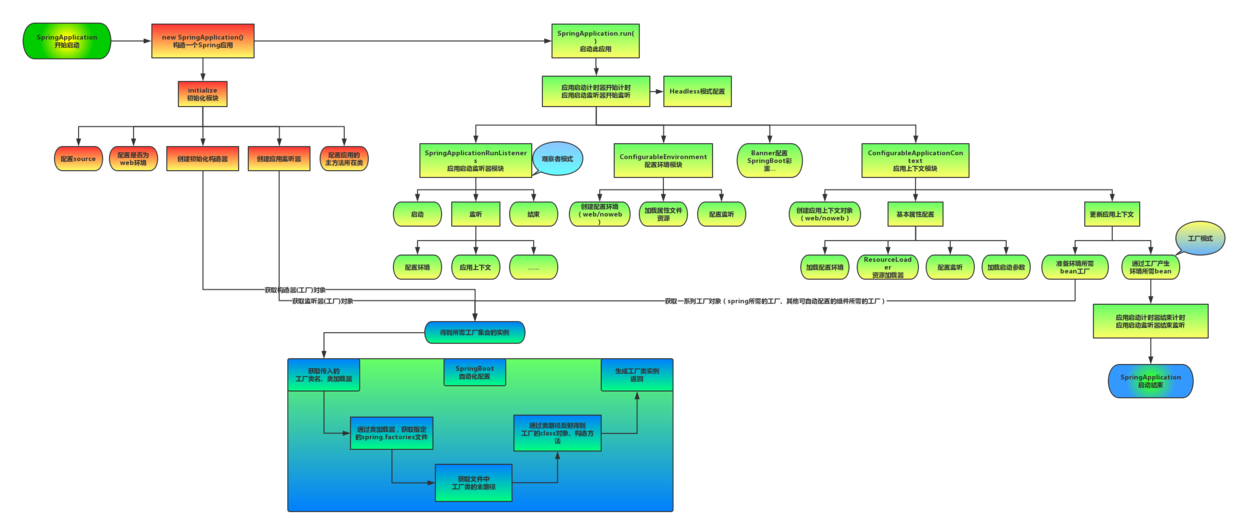 SpringApplication
开始启动
new SpringApplication()
构造一个Spring应用
SpringApplication.run(
)
启动此应用
initialize
初始化模块
应用启动计时器开始计时
应用启动监听器开始监听
Headless模式配置
配置source
配置是否为
web环境
创建初始化构造器
创建应用监听器
配置应用的
主方法所在类
SpringApplicationRunListener
s
应用启动监听器模块
ConfigurableEnvironment
配置环境模块
Banner配置
SpringBoot彩
蛋...
ConfigurableApplicationCon
text
应用上下文模块
启动
监听
结束
创建配置环境
（web/noweb
）
加载属性文件
资源
配置监听
创建应用上下文对象
（web/noweb）
基本属性配置
更新应用上下文
工厂模式
配置环境
应用上下文
......
加载配置环境
ResourceLoad
er
资源加载器
配置监听
加载启动参数
准备环境所需
bean工厂
通过工厂产生
环境所需bean
获取构造器(工厂)对象
获取监听器(工厂)对象
获取一系列工厂对象（spring所需的工厂、其他可自动配置的组件所需的工厂）
得到所需工厂集合的实例
应用启动计时器结束计时
应用启动监听器结束监听
获取传入的
工厂类名、类加载器
SpringBoot
自动化配置
生成工厂类实例
返回
SpringApplication
启动结束
通过类加载器，获取指定
的spring.factories文件
通过类路径反射得到
工厂的class对象、构造方
法
获取文件中
工厂类的全路径